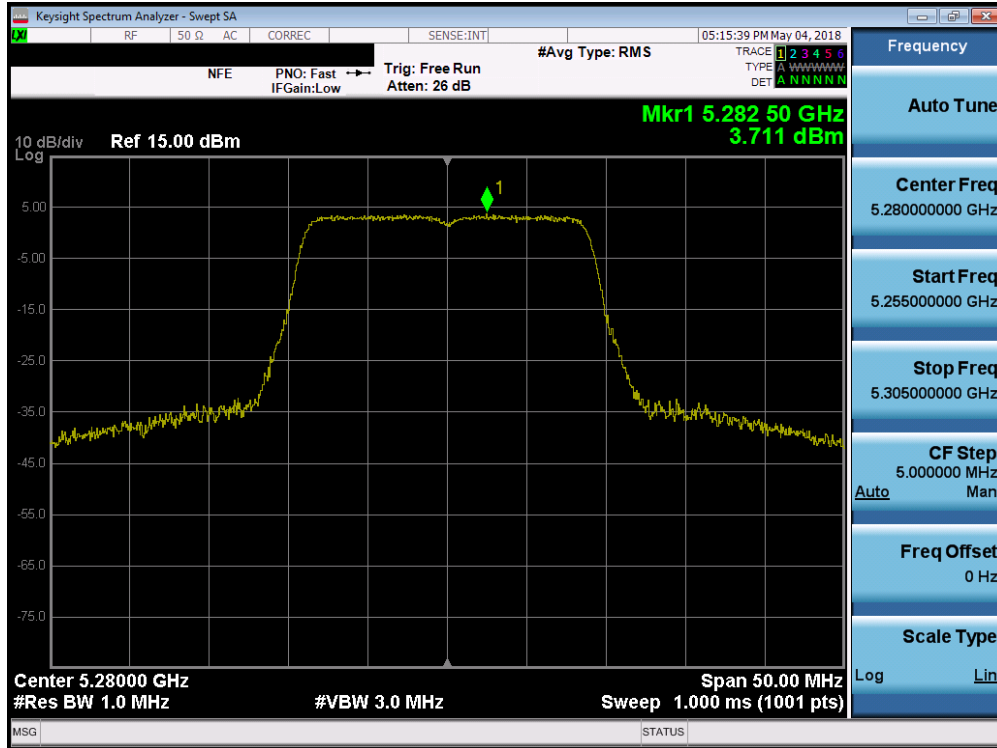 Keysight Spectrum Analyzer - Swept SA
LXI RF 50 Ω AC CORREC SENSE:INT 05:15:39 PM May 04, 2018
#Avg Type: RMS TRACE 1 2 3 4 5 6
NFE PNO: Fast Trig: Free Run TYPE A WWWWW
IFGain:Low Atten: 26 dB DET A N N N N N
Mkr1 5.282 50 GHz
3.711 dBm
10 dB/div Ref 15.00 dBm
Log
1
5.00
-5.00
-15.0
-25.0
-35.0
-45.0
-55.0
-65.0
-75.0
Center 5.28000 GHz Span 50.00 MHz
#Res BW 1.0 MHz #VBW 3.0 MHz Sweep 1.000 ms (1001 pts)
MSG STATUS
Frequency
Auto Tune
Center Freq
5.280000000 GHz
Start Freq
5.255000000 GHz
Stop Freq
5.305000000 GHz
CF Step
5.000000 MHz
Auto Man
Freq Offset
0 Hz
Scale Type
Log Lin